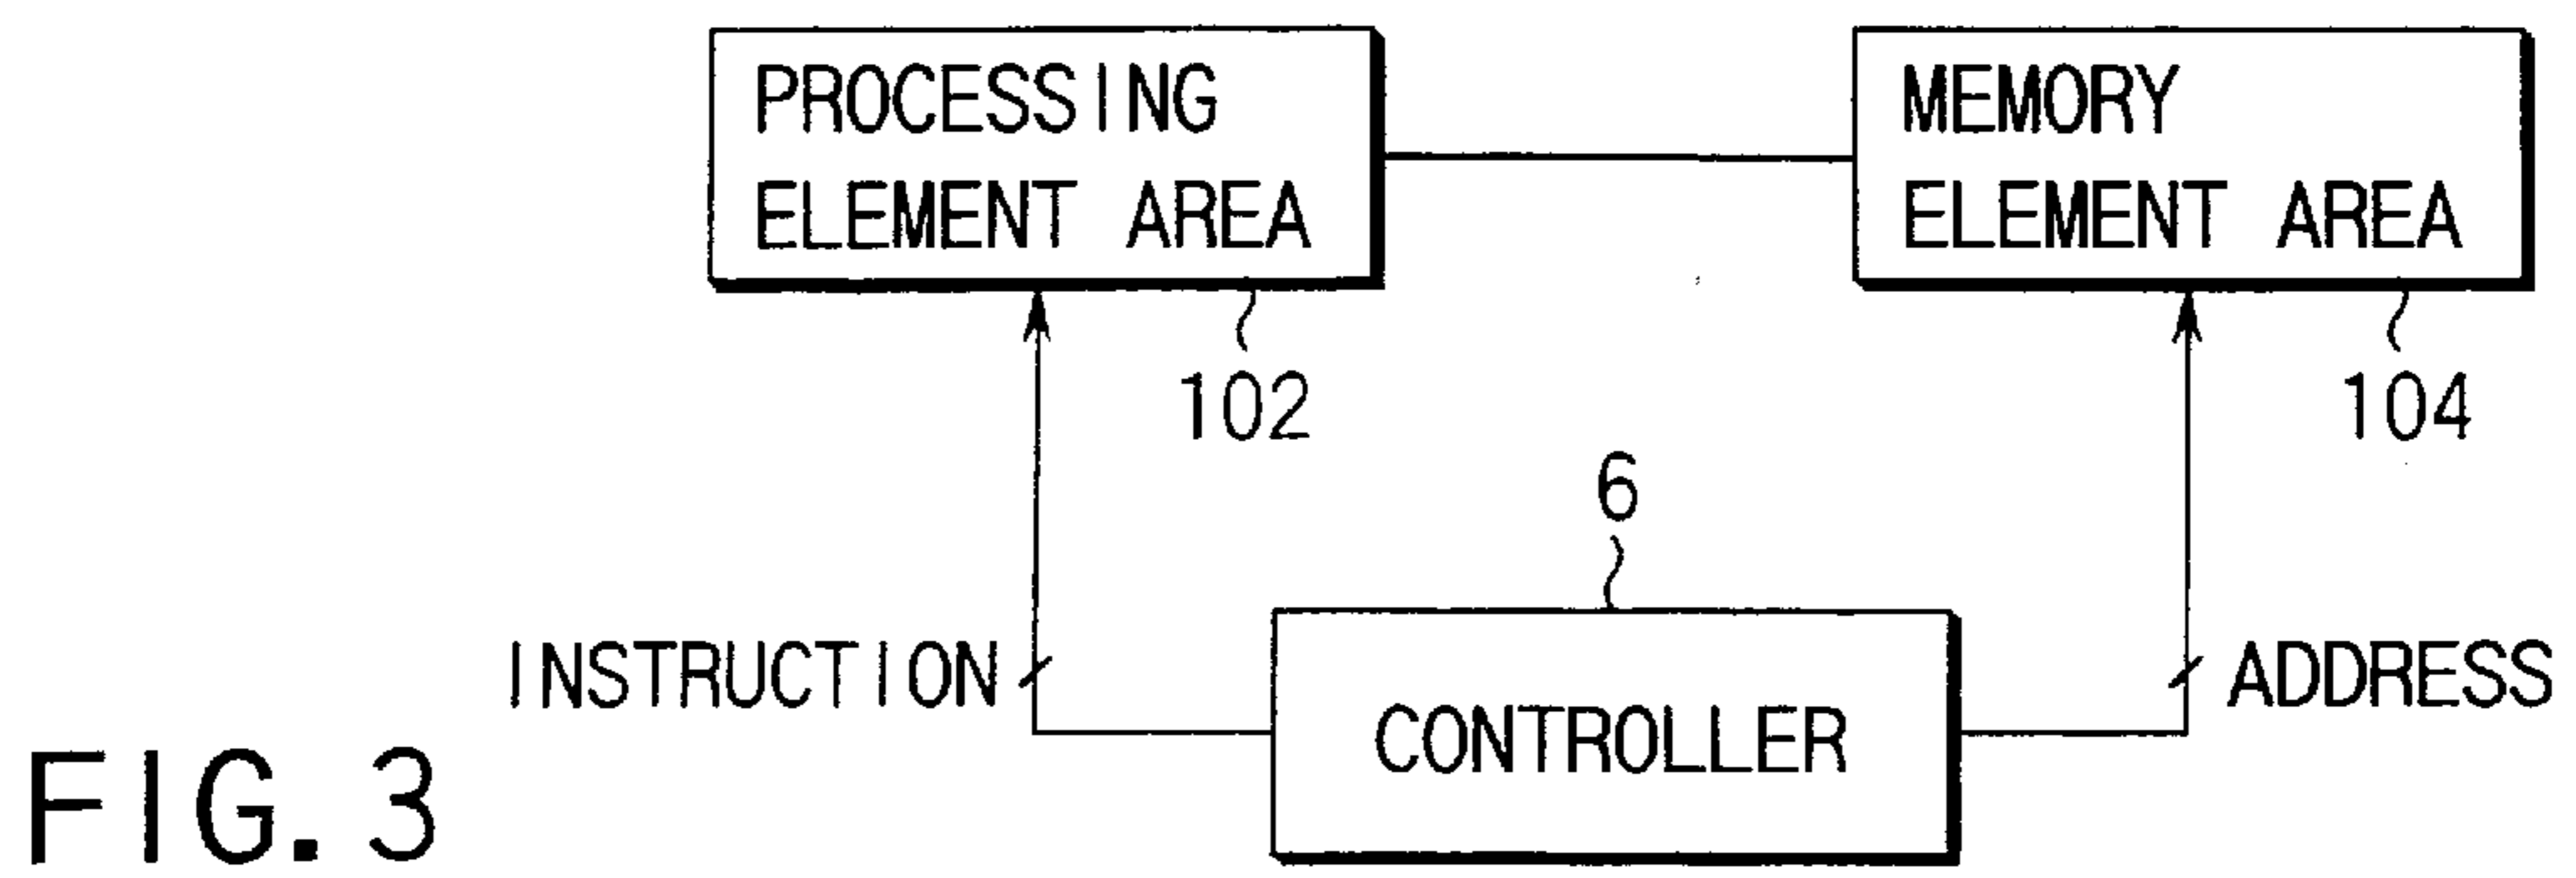 PROCESSING
ELEMENT AREA
MEMORY
ELEMENT AREA
102
104
6
INSTRUCTION
ADDRESS
CONTROLLER
FIG. 3